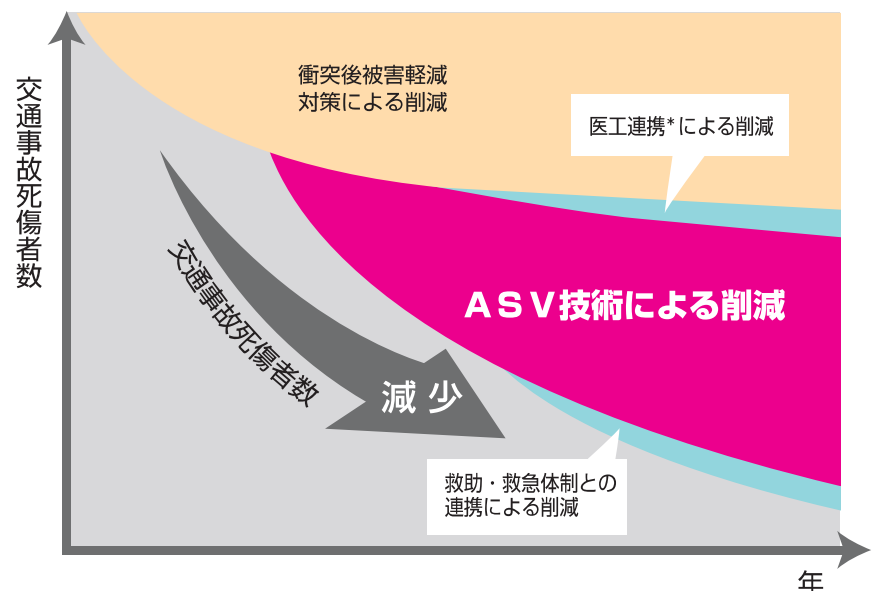 交通事故死傷者数
衝突後被害軽減
対策による削減
医工連携*による削減
ASV技術による削減
交通事故死傷者数
減少
救助・救急体制との
連携による削減
年